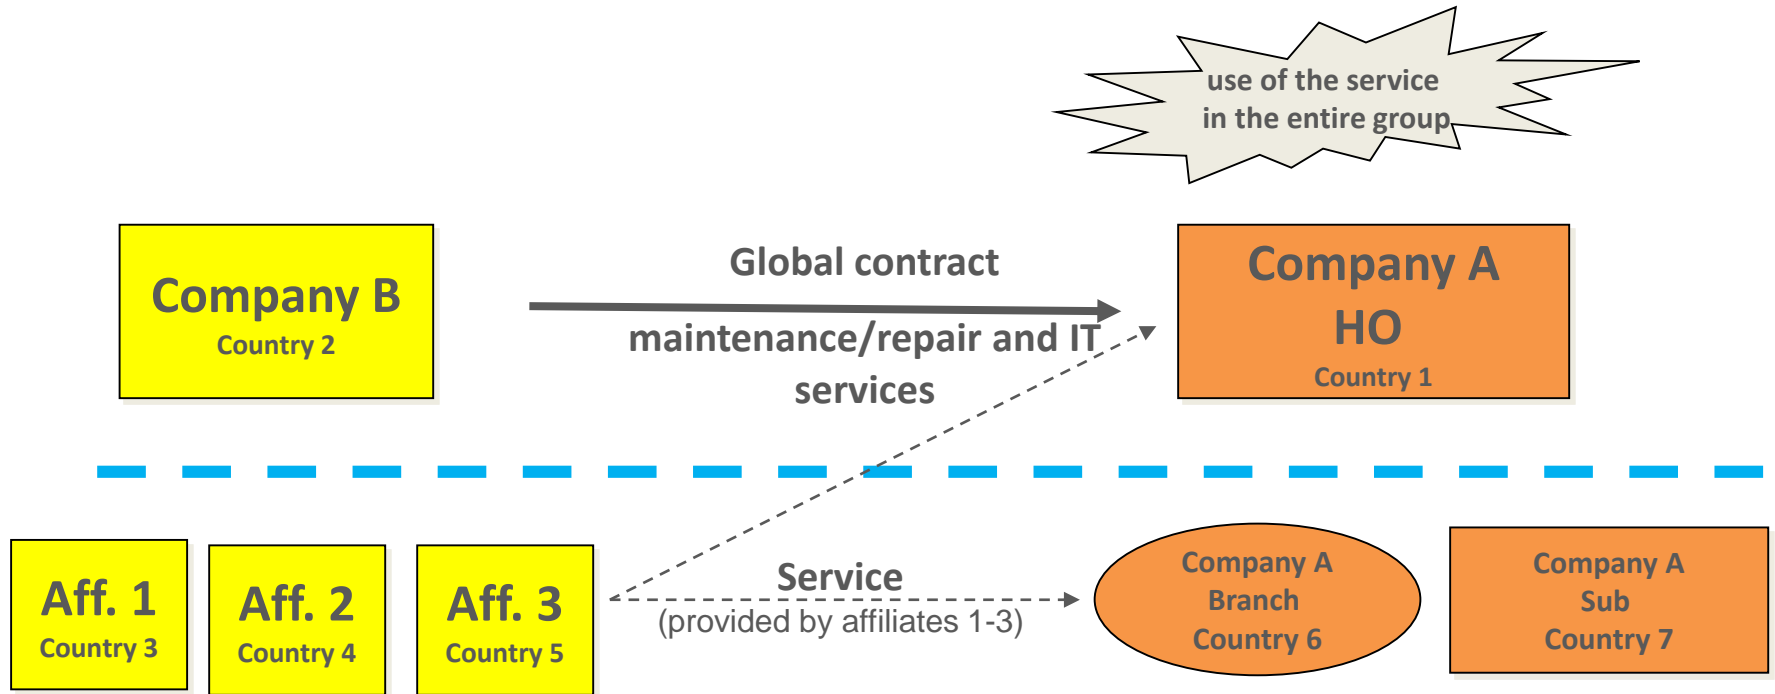 use of the service
in the entire group
Company B
Country 2
Global contract
maintenance/repair and IT
services
Company A
HO
Country 1
Aff. 1
Country 3
Aff. 2
Country 4
Aff. 3
Country 5
Service
(provided by affiliates 1-3)
Company A
Branch
Country 6
Company A
Sub
Country 7